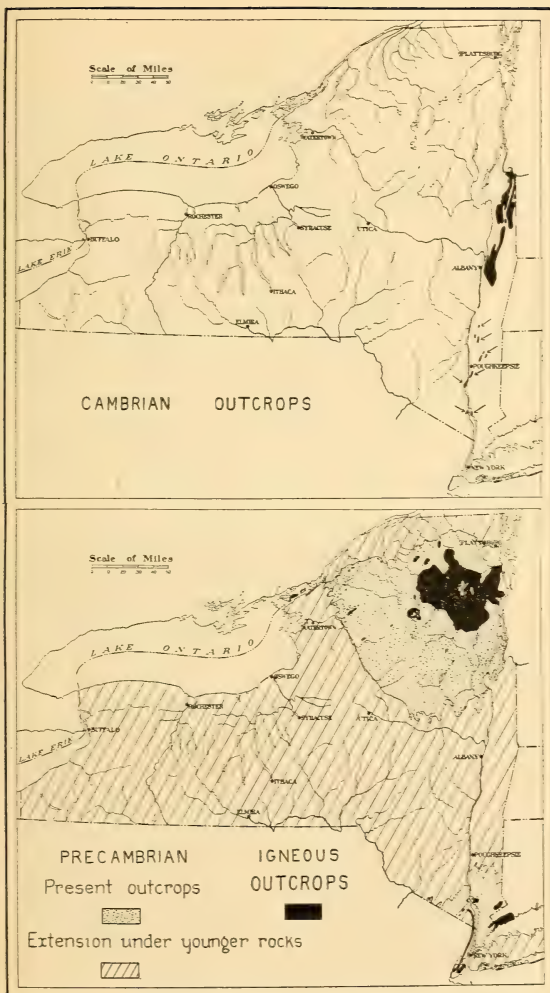 Scale of Miles
PLATTSBURG
WATERTOWN
LAKE ONTARIO
OSWEGO
ROCHESTER
SYRACUSE
UTICA
BUFFALO
LAKE ERIE
ALBANY
ITHACA
ELMIRA
POUGHKEEPSIE
CAMBRIAN OUTCROPS
NEW YORK
Scale of Miles
PLATTSBURG
WATERTOWN
LAKE ONTARIO
OSWEGO
ROCHESTER
SYRACUSE
UTICA
BUFFALO
LAKE ERIE
ALBANY
ITHACA
ELMIRA
PRECAMBRIAN
Present outcrops
IGNEOUS
OUTCROPS
POUGHKEEPSIE
Extension under younger rocks
NEW YORK